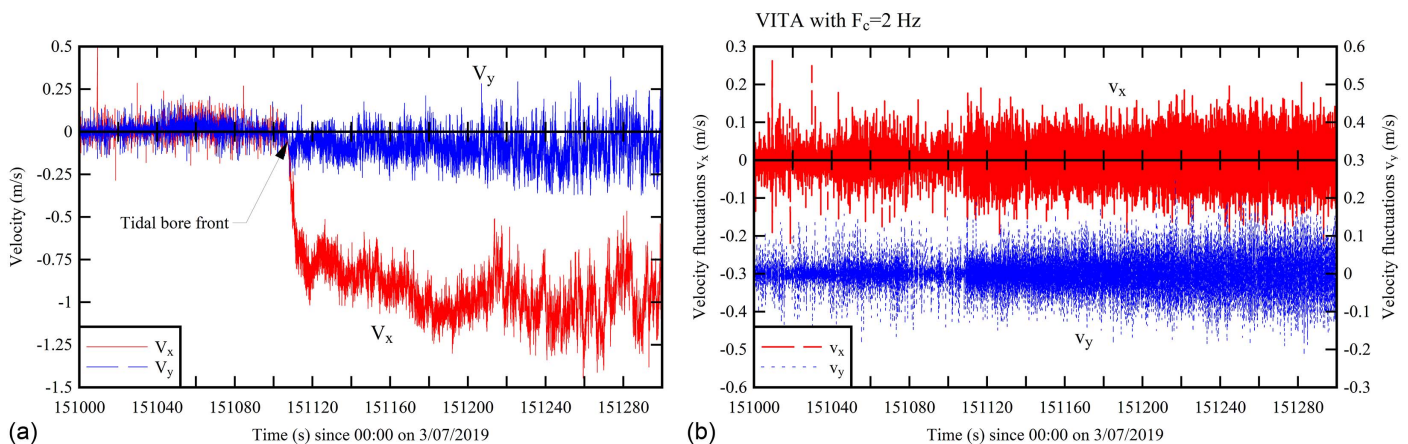 VITA with Fc=2 Hz
0.5
0.25
0
-0.25
-0.5
-0.75
-1
-1.25
-1.5
Velocity (m/s)
Vy
Tidal bore front
Vx
Vx
Vy
151000 151040 151080 151120 151160 151200 151240 151280
(a)
Time (s) since 00:00 on 3/07/2019
0.3
0.2
0.1
0
-0.1
-0.2
-0.3
-0.4
-0.5
-0.6
Velocity fluctuations vx (m/s)
vx
vy
vx
vy
0.6
0.5
0.4
0.3
0.2
0.1
0
-0.1
-0.2
-0.3
Velocity fluctuations vy (m/s)
151000 151040 151080 151120 151160 151200 151240 151280
(b)
Time (s) since 00:00 on 3/07/2019